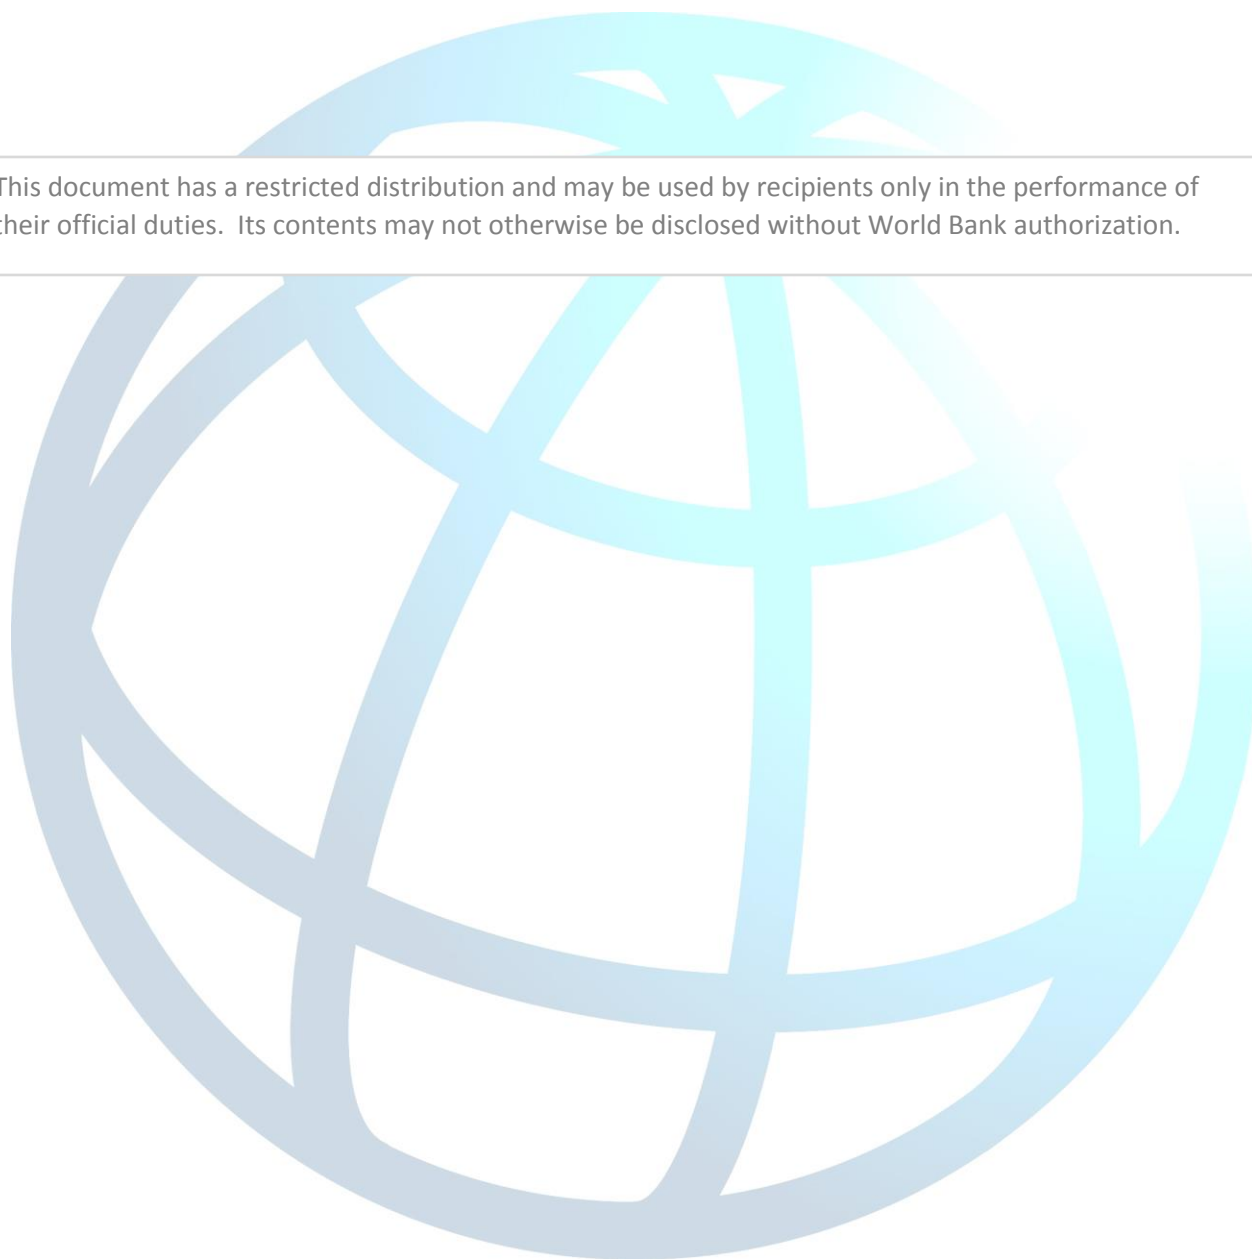 This document has a restricted distribution and may be used by recipients only in the performance of
their official duties.  Its contents may not otherwise be disclosed without World Bank authorization.